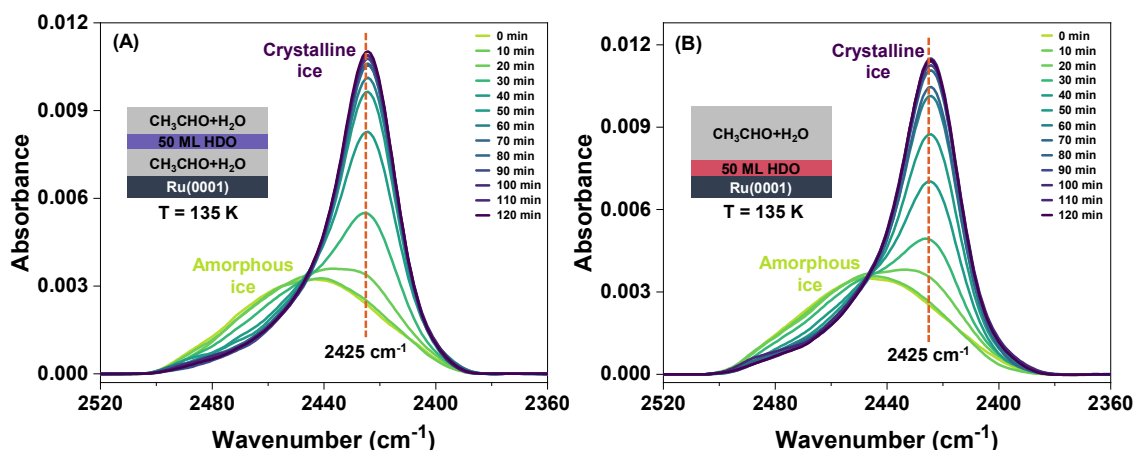 (A)
Crystalline
ice
Amorphous
ice
CH₃CHO+H₂O
50 ML HDO
CH₃CHO+H₂O
Ru(0001)
T = 135 K
2425 cm⁻¹
0 min
10 min
20 min
30 min
40 min
50 min
60 min
70 min
80 min
90 min
100 min
110 min
120 min
0.012
0.009
0.006
0.003
0.000
Absorbance
2520
2480
2440
2400
2360
Wavenumber (cm⁻¹)
(B)
Crystalline
ice
Amorphous
ice
CH₃CHO+H₂O
50 ML HDO
Ru(0001)
T = 135 K
2425 cm⁻¹
0 min
10 min
20 min
30 min
40 min
50 min
60 min
70 min
80 min
90 min
100 min
110 min
120 min
0.012
0.009
0.006
0.003
0.000
Absorbance
2520
2480
2440
2400
2360
Wavenumber (cm⁻¹)